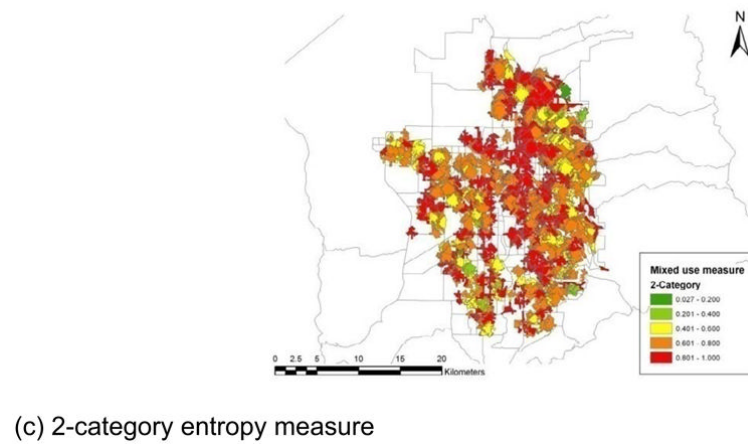 N
Mixed use measure
2-Category
0.027 - 0.200
0.201 - 0.400
0.401 - 0.600
0.601 - 0.800
0.801 - 1.000
0 2.5 5 10 15 20
Kilometers
(c) 2-category entropy measure